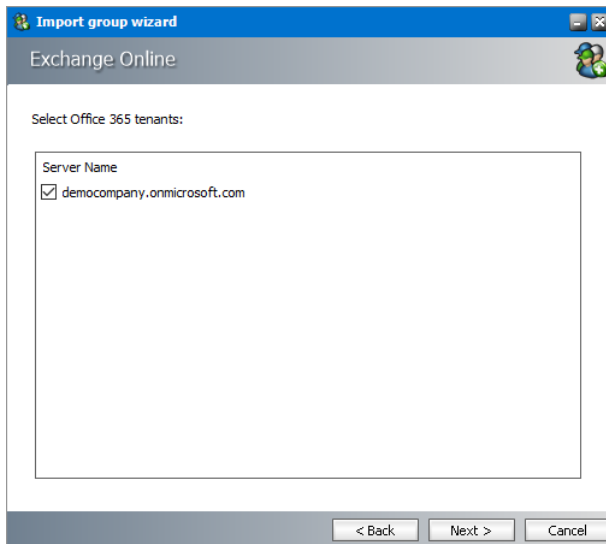 Import group wizard
Exchange Online
Select Office 365 tenants:
Server Name
democompany.onmicrosoft.com
< Back Next > Cancel